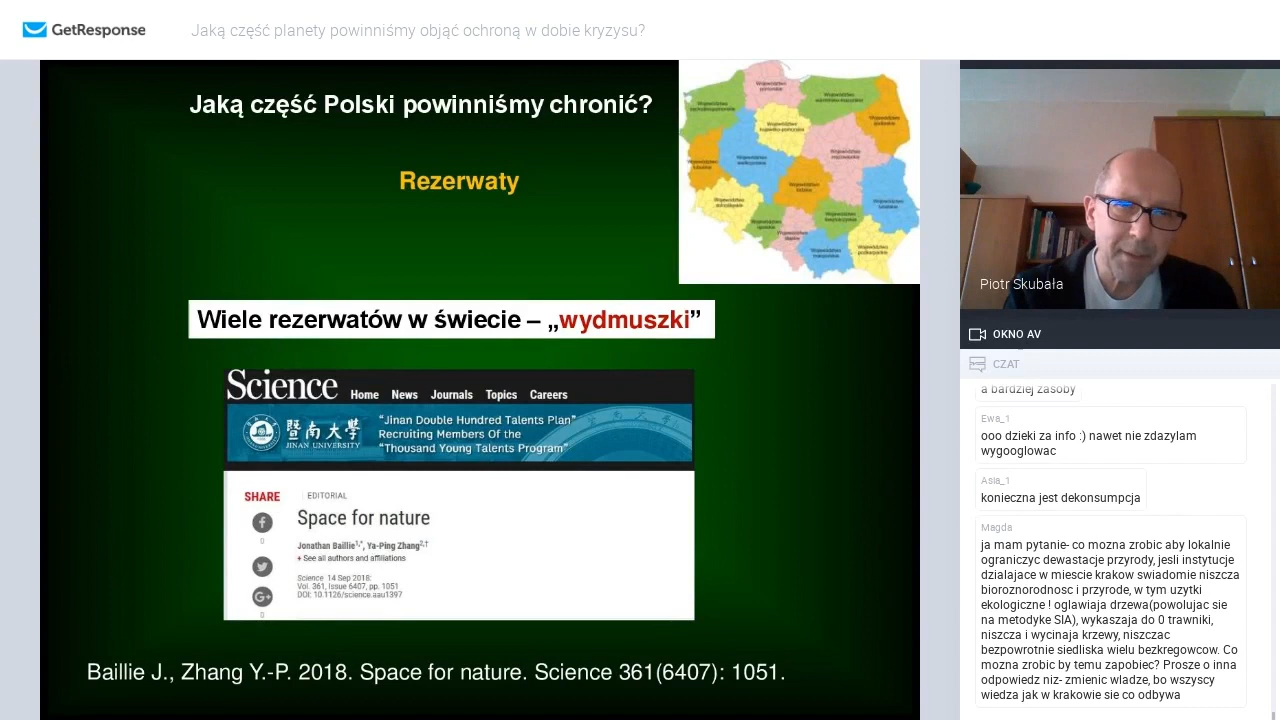 GetResponse
Jaką część planety powinniśmy objąć ochroną w dobie kryzysu?
Jaką część Polski powinniśmy chronić?
Rezerwaty
Wiele rezerwatów w świecie – „wydmuszki”
Science
Home News Journals Topics Careers
暨南大學
JINAN UNIVERSITY
“Jinan Double Hundred Talents Plan”
Recruiting Members Of the
“Thousand Young Talents Program”
SHARE
EDITORIAL
Space for nature
Jonathan Baillie1,*, Ya-Ping Zhang2,†
+ See all authors and affiliations
Science 14 Sep 2018:
Vol. 361, Issue 6407, pp. 1051
DOI: 10.1126/science.aau1397
0
0
Baillie J., Zhang Y.-P. 2018. Space for nature. Science 361(6407): 1051.
Piotr Skubała
OKNO AV
CZAT
a bardziej zasoby
Ewa_1
ooo dzieki za info :) nawet nie zdazylam
wygooglowac
Asia_1
konieczna jest dekonsumpcja
Magda
ja mam pytanie- co mozna zrobic aby lokalnie
ograniczyc dewastacje przyrody, jesli instytucje
dzialajace w miescie krakow swiadomie niszcza
bioroznorodnosc i przyrode, w tym uzytki
ekologiczne! oglawiaja drzewa(powolujac sie
na metodyke SIA), wykaszaja do 0 trawniki,
niszcza i wycinaja krzewy, niszczac
bezpowrotnie siedliska wielu bezkregowcow. Co
mozna zrobic by temu zapobiec? Prosze o inna
odpowiedz niz- zmienic wladze, bo wszyscy
wiedza jak w krakowie sie co odbywa